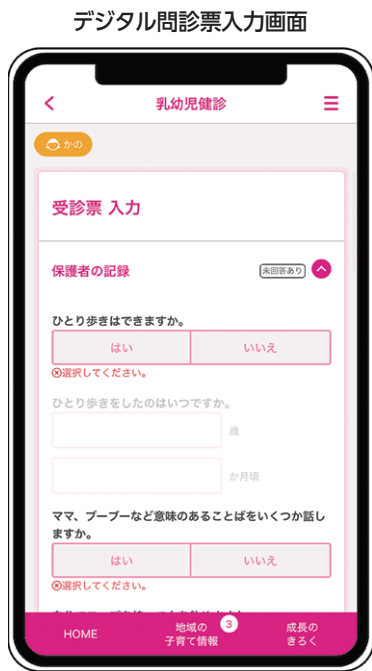 デジタル問診票入力画面
乳幼児健診
かの
受診票 入力
保護者の記録
未回答あり
ひとり歩きはできますか。
はい
いいえ
選択してください。
ひとり歩きをしたのはいつですか。
歳
か月頃
ママ、ブーブーなど意味のあることばをいくつか話し
ますか。
はい
いいえ
選択してください。
HOME
地域の
子育て情報
3
成長の
きろく